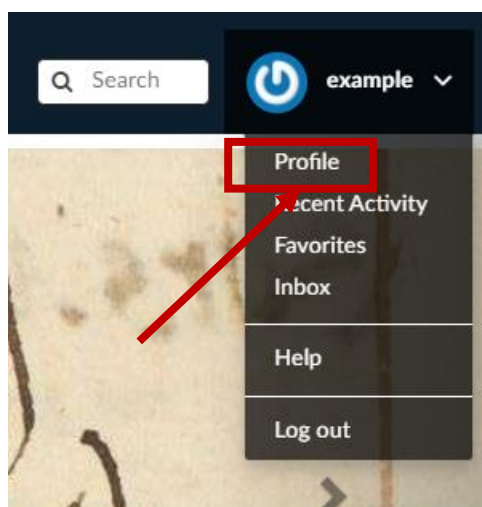 Search
example
Profile
Recent Activity
Favorites
Inbox
Help
Log out